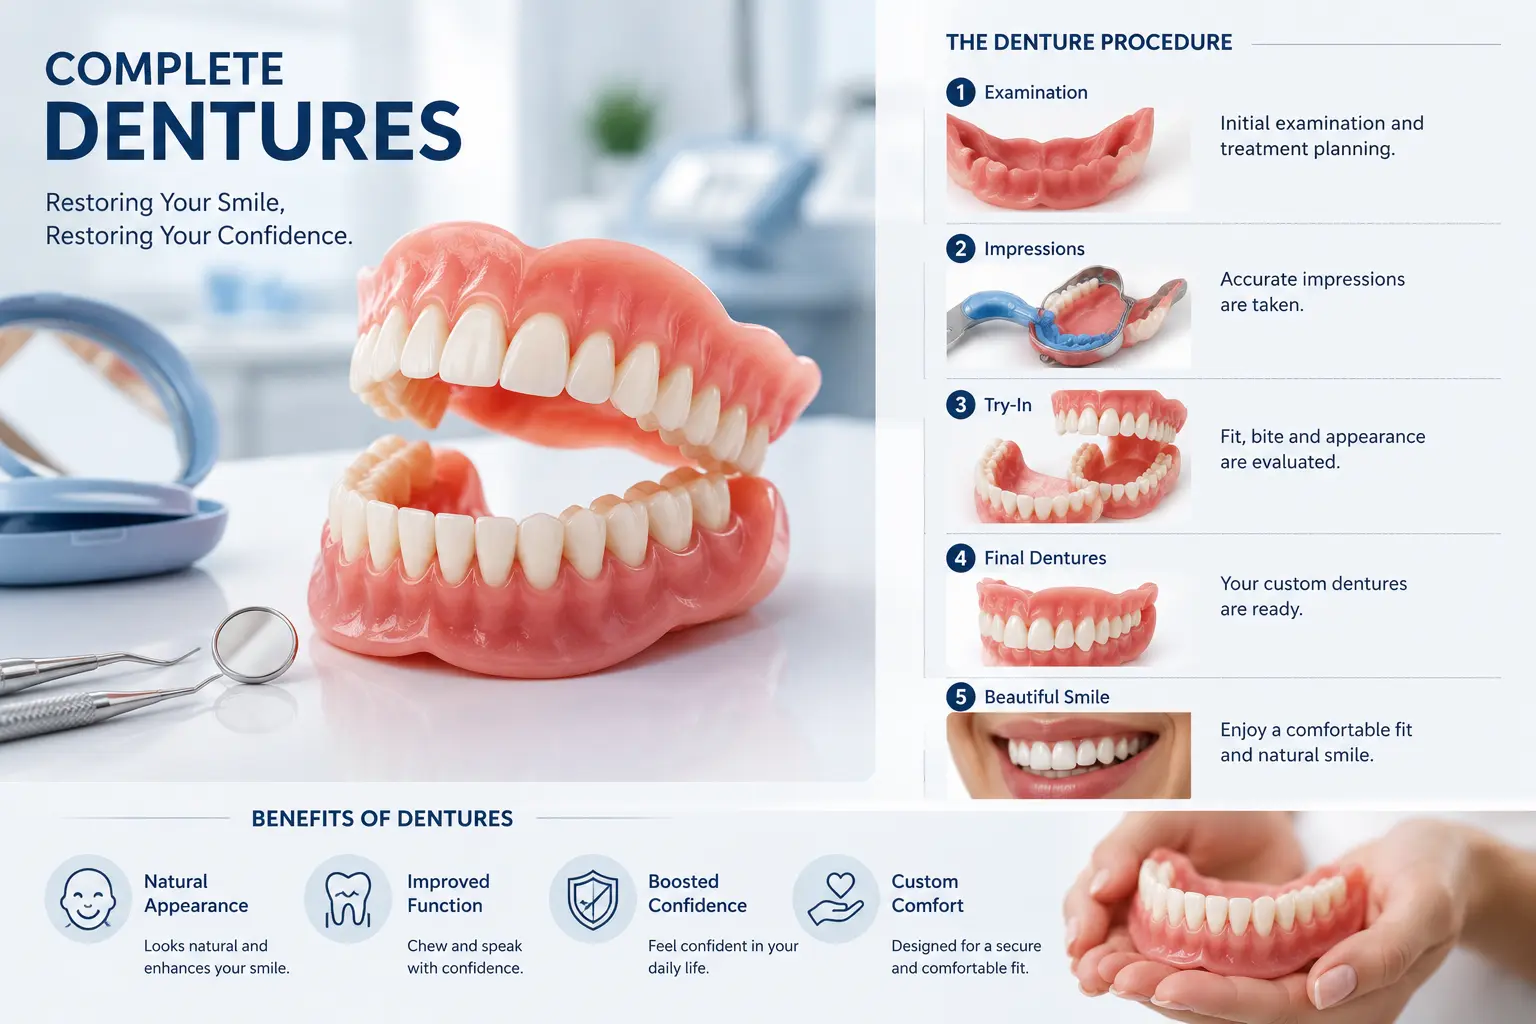 COMPLETE
DENTURES
Restoring Your Smile,
Restoring Your Confidence.
THE DENTURE PROCEDURE
1 Examination
Initial examination and
treatment planning.
2 Impressions
Accurate impressions
are taken.
3 Try-In
Fit, bite and appearance
are evaluated.
4 Final Dentures
Your custom dentures
are ready.
5 Beautiful Smile
Enjoy a comfortable fit
and natural smile.
BENEFITS OF DENTURES
Natural
Appearance
Looks natural and
enhances your smile.
Improved
Function
Chew and speak
with confidence.
Boosted
Confidence
Feel confident in your
daily life.
Custom
Comfort
Designed for a secure
and comfortable fit.